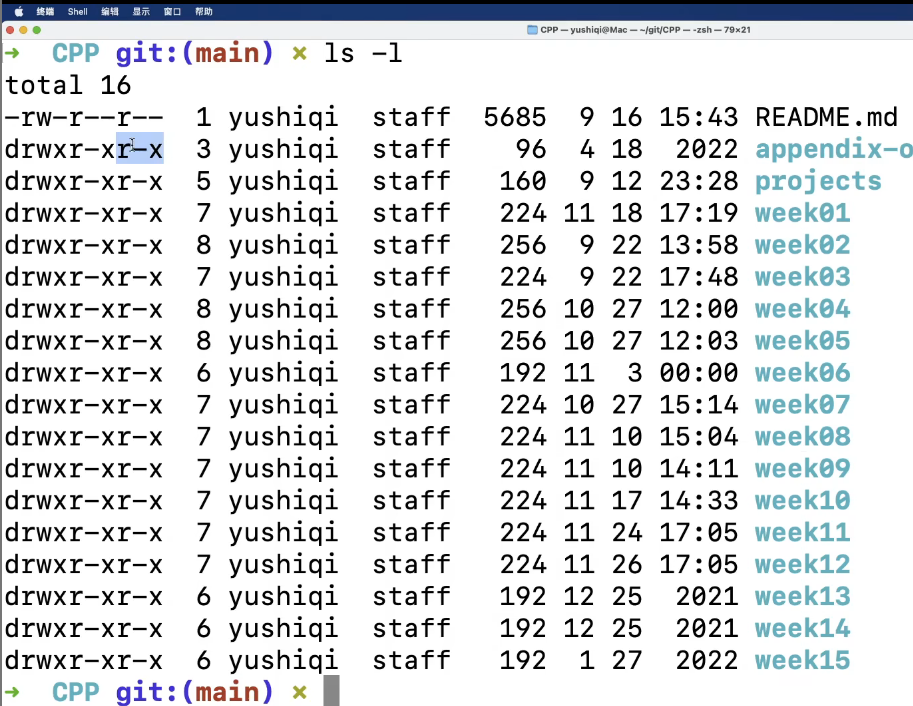 终端 Shell 编辑 显示 窗口 帮助
CPP — yushiqi@Mac — ~/git/CPP — -zsh — 79×21
➜ CPP git:(main) × ls -l
total 16
-rw-r--r-- 1 yushiqi staff 5685 9 16 15:43 README.md
drwxr-xr-x 3 yushiqi staff 96 4 18 2022 appendix-o
drwxr-xr-x 5 yushiqi staff 160 9 12 23:28 projects
drwxr-xr-x 7 yushiqi staff 224 11 18 17:19 week01
drwxr-xr-x 8 yushiqi staff 256 9 22 13:58 week02
drwxr-xr-x 7 yushiqi staff 224 9 22 17:48 week03
drwxr-xr-x 8 yushiqi staff 256 10 27 12:00 week04
drwxr-xr-x 8 yushiqi staff 256 10 27 12:03 week05
drwxr-xr-x 6 yushiqi staff 192 11 3 00:00 week06
drwxr-xr-x 7 yushiqi staff 224 10 27 15:14 week07
drwxr-xr-x 7 yushiqi staff 224 11 10 15:04 week08
drwxr-xr-x 7 yushiqi staff 224 11 10 14:11 week09
drwxr-xr-x 7 yushiqi staff 224 11 17 14:33 week10
drwxr-xr-x 7 yushiqi staff 224 11 24 17:05 week11
drwxr-xr-x 7 yushiqi staff 224 11 26 17:05 week12
drwxr-xr-x 6 yushiqi staff 192 12 25 2021 week13
drwxr-xr-x 6 yushiqi staff 192 12 25 2021 week14
drwxr-xr-x 6 yushiqi staff 192 1 27 2022 week15
➜ CPP git:(main) ×